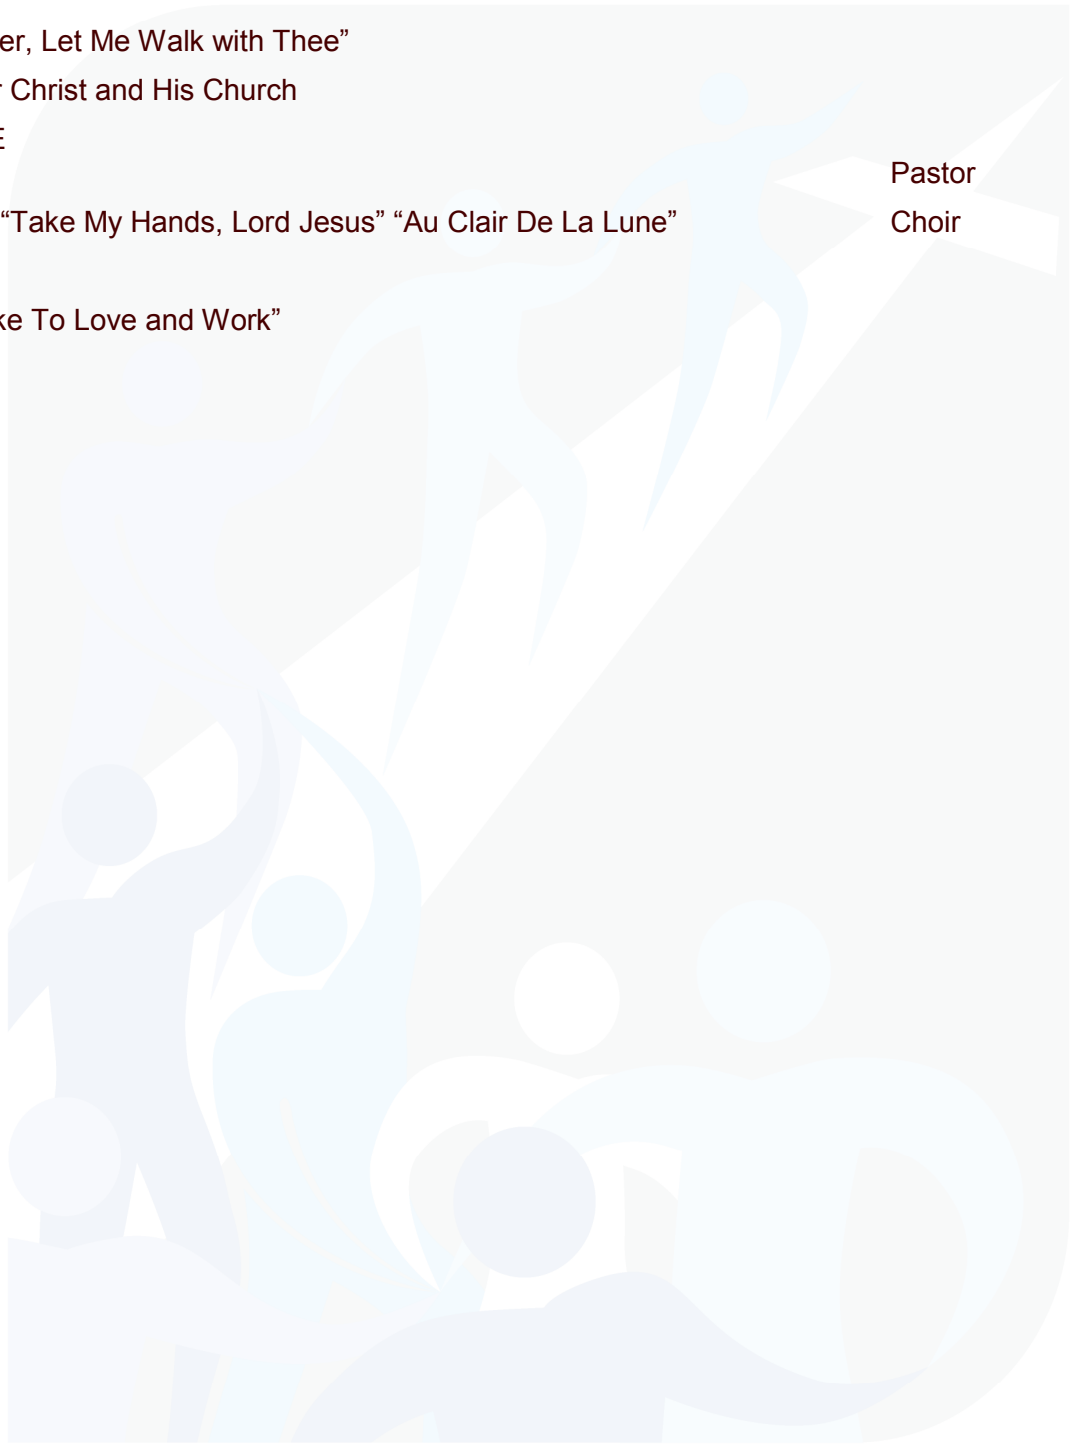 er, Let Me Walk with Thee”
r Christ and His Church
E
Pastor
“Take My Hands, Lord Jesus” “Au Clair De La Lune” Choir
ke To Love and Work”